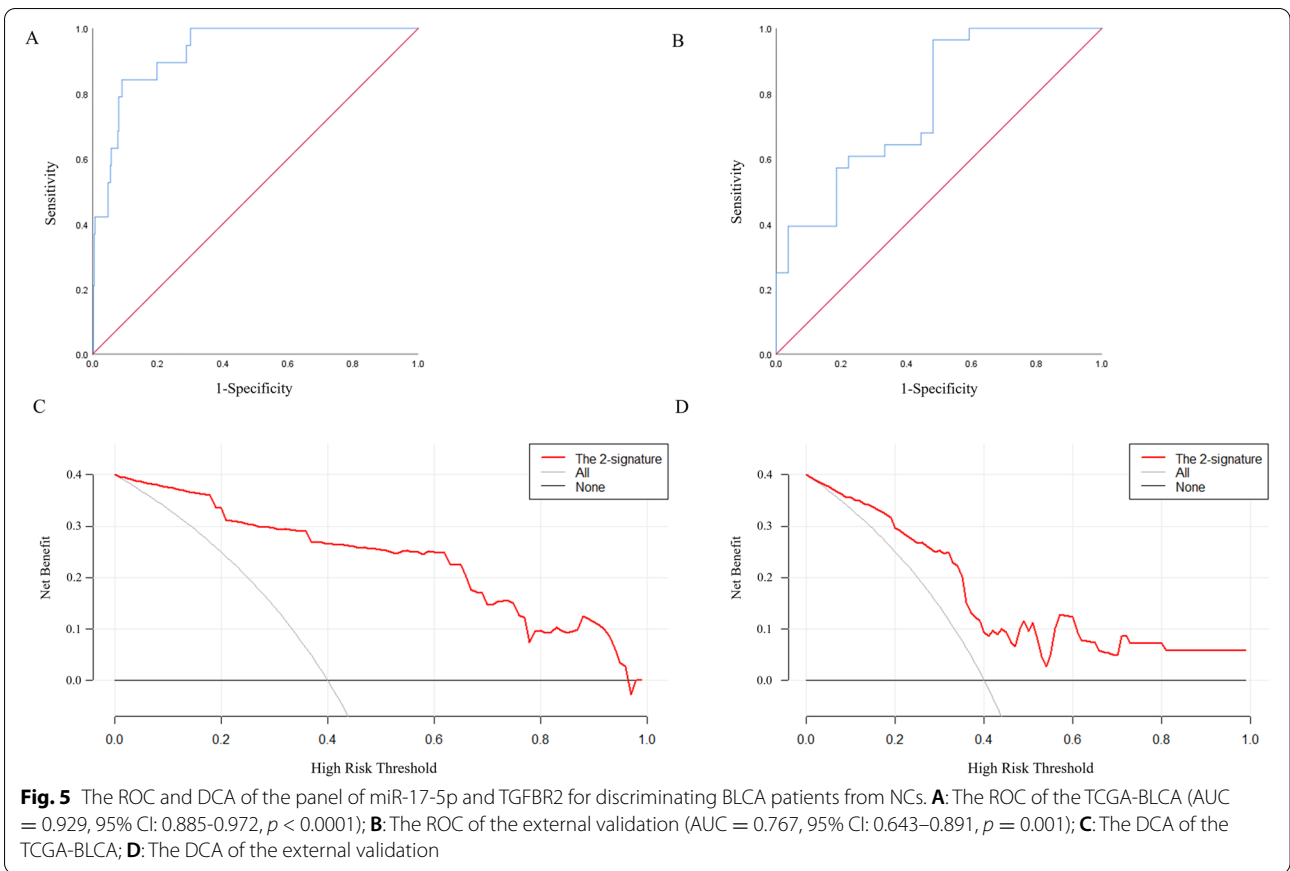 A
1.0
0.8
0.6
0.4
0.2
0.0
Sensitivity
0.0 0.2 0.4 0.6 0.8 1.0
1-Specificity
B
1.0
0.8
0.6
0.4
0.2
0.0
Sensitivity
0.0 0.2 0.4 0.6 0.8 1.0
1-Specificity
C
The 2-signature
All
None
0.4
0.3
0.2
0.1
0.0
Net Benefit
0.0 0.2 0.4 0.6 0.8 1.0
High Risk Threshold
D
The 2-signature
All
None
0.4
0.3
0.2
0.1
0.0
Net Benefit
0.0 0.2 0.4 0.6 0.8 1.0
High Risk Threshold
Fig. 5 The ROC and DCA of the panel of miR-17-5p and TGFBR2 for discriminating BLCA patients from NCs. A: The ROC of the TCGA-BLCA (AUC
= 0.929, 95% CI: 0.885-0.972, p < 0.0001); B: The ROC of the external validation (AUC = 0.767, 95% CI: 0.643–0.891, p = 0.001); C: The DCA of the
TCGA-BLCA; D: The DCA of the external validation